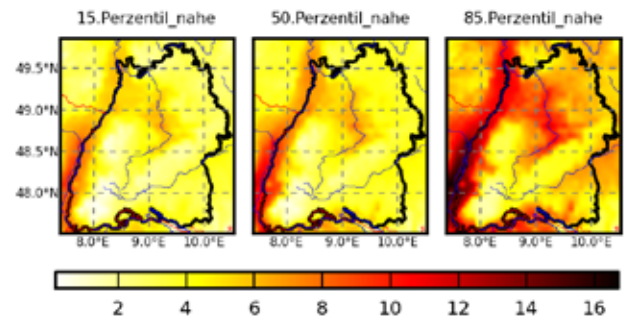 15.Perzentil_nahe 50.Perzentil_nahe 85.Perzentil_nahe
49.5°N
49.0°N
48.5°N
48.0°N
8.0°E 9.0°E 10.0°E 8.0°E 9.0°E 10.0°E 8.0°E 9.0°E 10.0°E
2 4 6 8 10 12 14 16